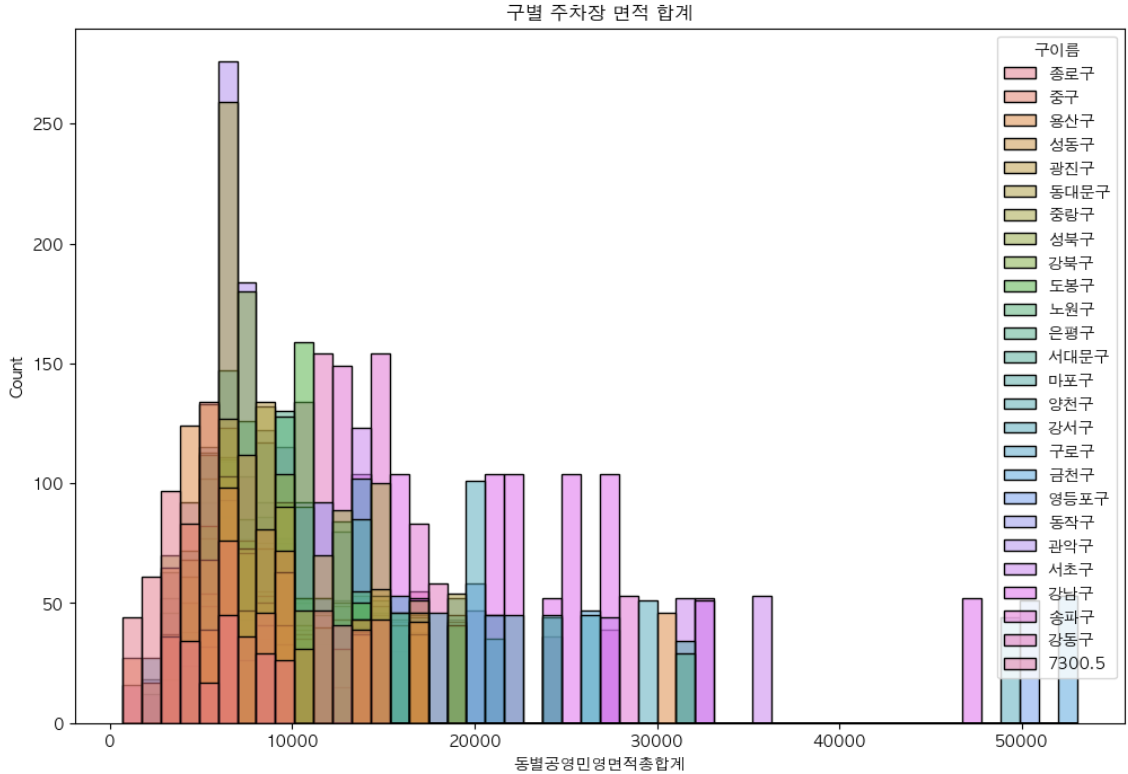 구별 주차장 면적 합계
구이름
종로구
중구
용산구
성동구
광진구
동대문구
중랑구
성북구
강북구
도봉구
노원구
은평구
서대문구
마포구
양천구
강서구
구로구
금천구
영등포구
동작구
관악구
서초구
강남구
송파구
강동구
7300.5
Count
250
200
150
100
50
0
0 10000 20000 30000 40000 50000
동별공영민영면적총합계